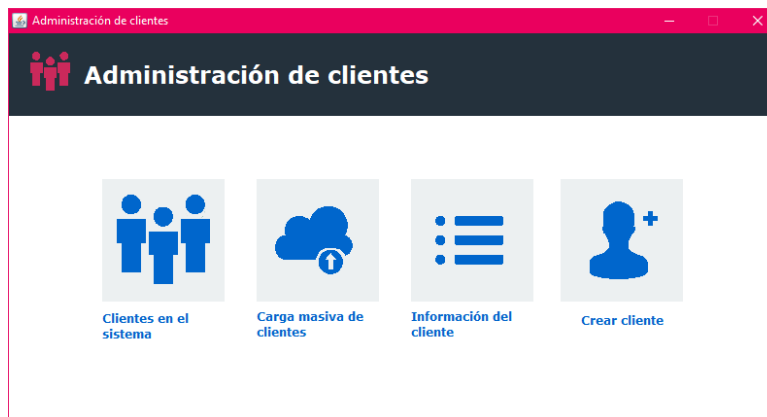 Administración de clientes
Administración de clientes
Clientes en el
sistema
Carga masiva de
clientes
Información del
cliente
Crear cliente